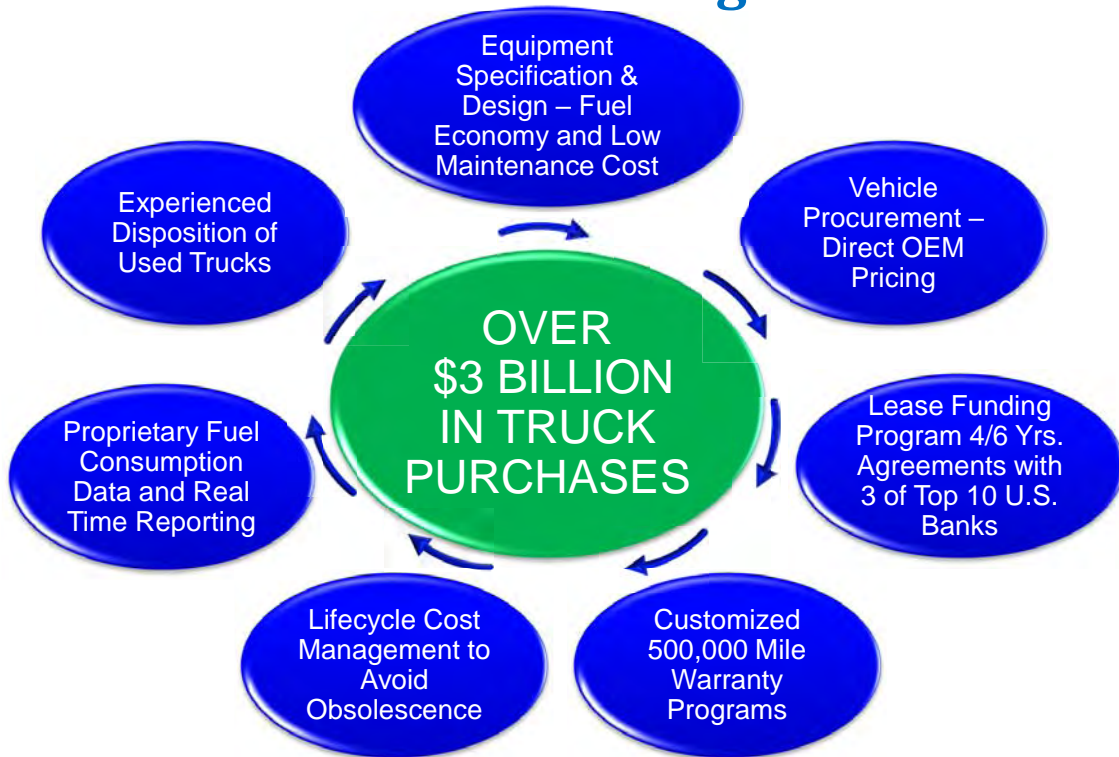 Equipment
Specification &
Design – Fuel
Economy and Low
Maintenance Cost
Vehicle
Procurement –
Direct OEM
Pricing
Lease Funding
Program 4/6 Yrs.
Agreements with
3 of Top 10 U.S.
Banks
Customized
500,000 Mile
Warranty
Programs
Lifecycle Cost
Management to
Avoid
Obsolescence
Proprietary Fuel
Consumption
Data and Real
Time Reporting
Experienced
Disposition of
Used Trucks
OVER
$3 BILLION
IN TRUCK
PURCHASES